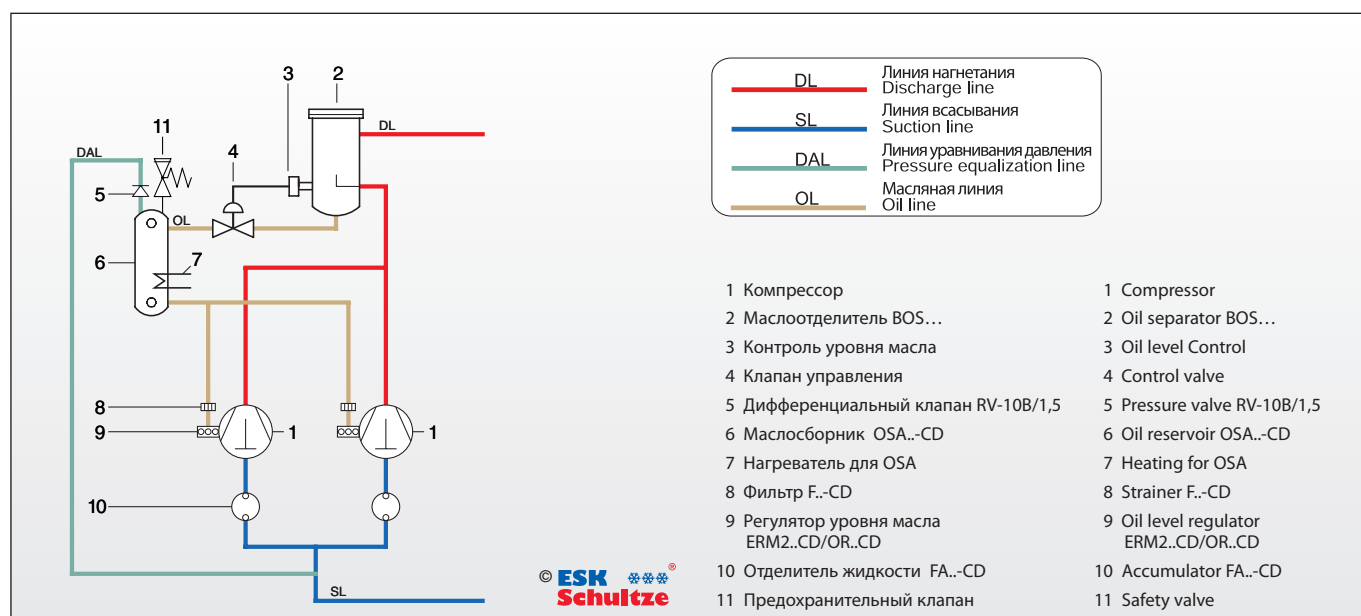 3 2
DL
11
DAL
4
5
OL
6
7
8
9
1 1
10
SL
© ESK ®
Schultze
DL Линия нагнетания
Discharge line
SL Линия всасывания
Suction line
DAL Линия уравнивания давления
Pressure equalization line
OL Масляная линия
Oil line
1 Компрессор
2 Маслоотделитель BOS…
3 Контроль уровня масла
4 Клапан управления
5 Дифференциальный клапан RV-10B/1,5
6 Маслосборник OSA..-CD
7 Нагреватель для OSA
8 Фильтр F..-CD
9 Регулятор уровня масла
ERM2..CD/OR..CD
10 Отделитель жидкости FA..-CD
11 Предохранительный клапан
1 Compressor
2 Oil separator BOS…
3 Oil level Control
4 Control valve
5 Pressure valve RV-10B/1,5
6 Oil reservoir OSA..-CD
7 Heating for OSA
8 Strainer F..-CD
9 Oil level regulator
ERM2..CD/OR..CD
10 Accumulator FA..-CD
11 Safety valve